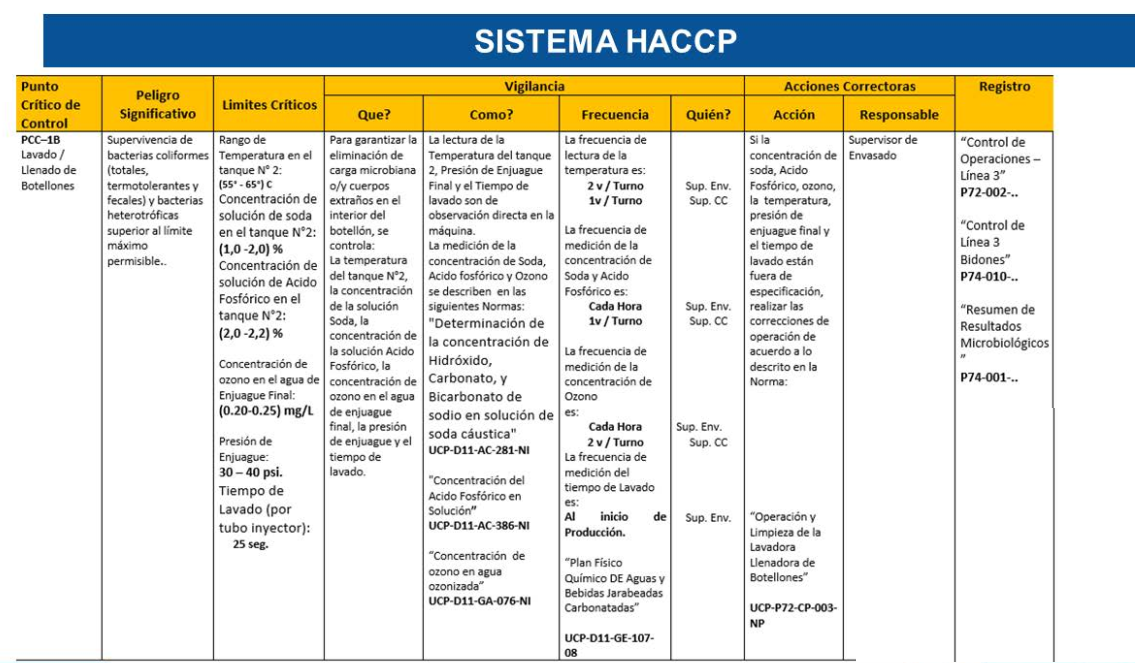 SISTEMA HACCP
Punto
Crítico de
Control
Peligro
Significativo
Limites Críticos
Vigilancia
Que?
Como?
Frecuencia
Quién?
Acciones Correctoras
Acción
Responsable
Registro
PCC–1B
Lavado /
Llenado de
Botellones
Supervivencia de
bacterias coliformes
(totales,
termotolerantes y
fecales) y bacterias
heterotróficas
superior al límite
máximo
permisible..
Rango de
Temperatura en el
tanque N° 2:
(55° - 65°) C
Concentración de
solución de soda
en el tanque N°2:
(1,0 -2,0) %
Concentración de
solución de Acido
Fosfórico en el
tanque N°2:
(2,0 -2,2) %
Concentración de
ozono en el agua de
Enjuague Final:
(0.20-0.25) mg/L
Presión de
Enjuague:
30 – 40 psi.
Tiempo de
Lavado (por
tubo inyector):
25 seg.
Para garantizar la
eliminación de
carga microbiana
o/y cuerpos
extraños en el
interior del
botellón, se
controla:
La temperatura
del tanque N°2,
la concentración
de la solución
Soda, la
concentración de
la solución Acido
Fosfórico, la
concentración de
ozono en el agua
de enjuague
final, la presión
de enjuague y el
tiempo de
lavado.
La lectura de la
Temperatura del tanque
2, Presión de Enjuague
Final y el Tiempo de
lavado son de
observación directa en la
máquina.
La medición de la
concentración de Soda,
Acido fosfórico y Ozono
se describen en las
siguientes Normas:
"Determinación de
la concentración de
Hidróxido,
Carbonato, y
Bicarbonato de
sodio en solución de
soda cáustica"
UCP-D11-AC-281-NI
"Concentración del
Acido Fosfórico en
Solución"
UCP-D11-AC-386-NI
"Concentración de
ozono en agua
ozonizada"
UCP-D11-GA-076-NI
La frecuencia de
lectura de la
temperatura es:
2 v / Turno
1v / Turno
La frecuencia de
medición de la
concentración de
Soda y Acido
Fosfórico es:
Cada Hora
1v / Turno
La frecuencia de
medición de la
concentración de
Ozono
es:
Cada Hora
2 v / Turno
La frecuencia de
medición del
tiempo de Lavado
es:
Al inicio de
Producción.
"Plan Físico
Químico DE Aguas y
Bebidas Jarabeadas
Carbonatadas"
UCP-D11-GE-107-
08
Sup. Env.
Sup. CC
Sup. Env.
Sup. CC
Sup. Env.
Sup. CC
Sup. Env.
Si la
concentración de
soda, Acido
Fosfórico, ozono,
la temperatura,
presión de
enjuague final y
el tiempo de
lavado están
fuera de
especificación,
realizar las
correcciones de
operación de
acuerdo a lo
descrito en la
Norma:
"Operación y
Limpieza de la
Lavadora
Llenadora de
Botellones"
UCP-P72-CP-003-
NP
Supervisor de
Envasado
"Control de
Operaciones –
Línea 3"
P72-002-..
"Control de
Línea 3
Bidones"
P74-010-..
"Resumen de
Resultados
Microbiológicos
"
P74-001-..